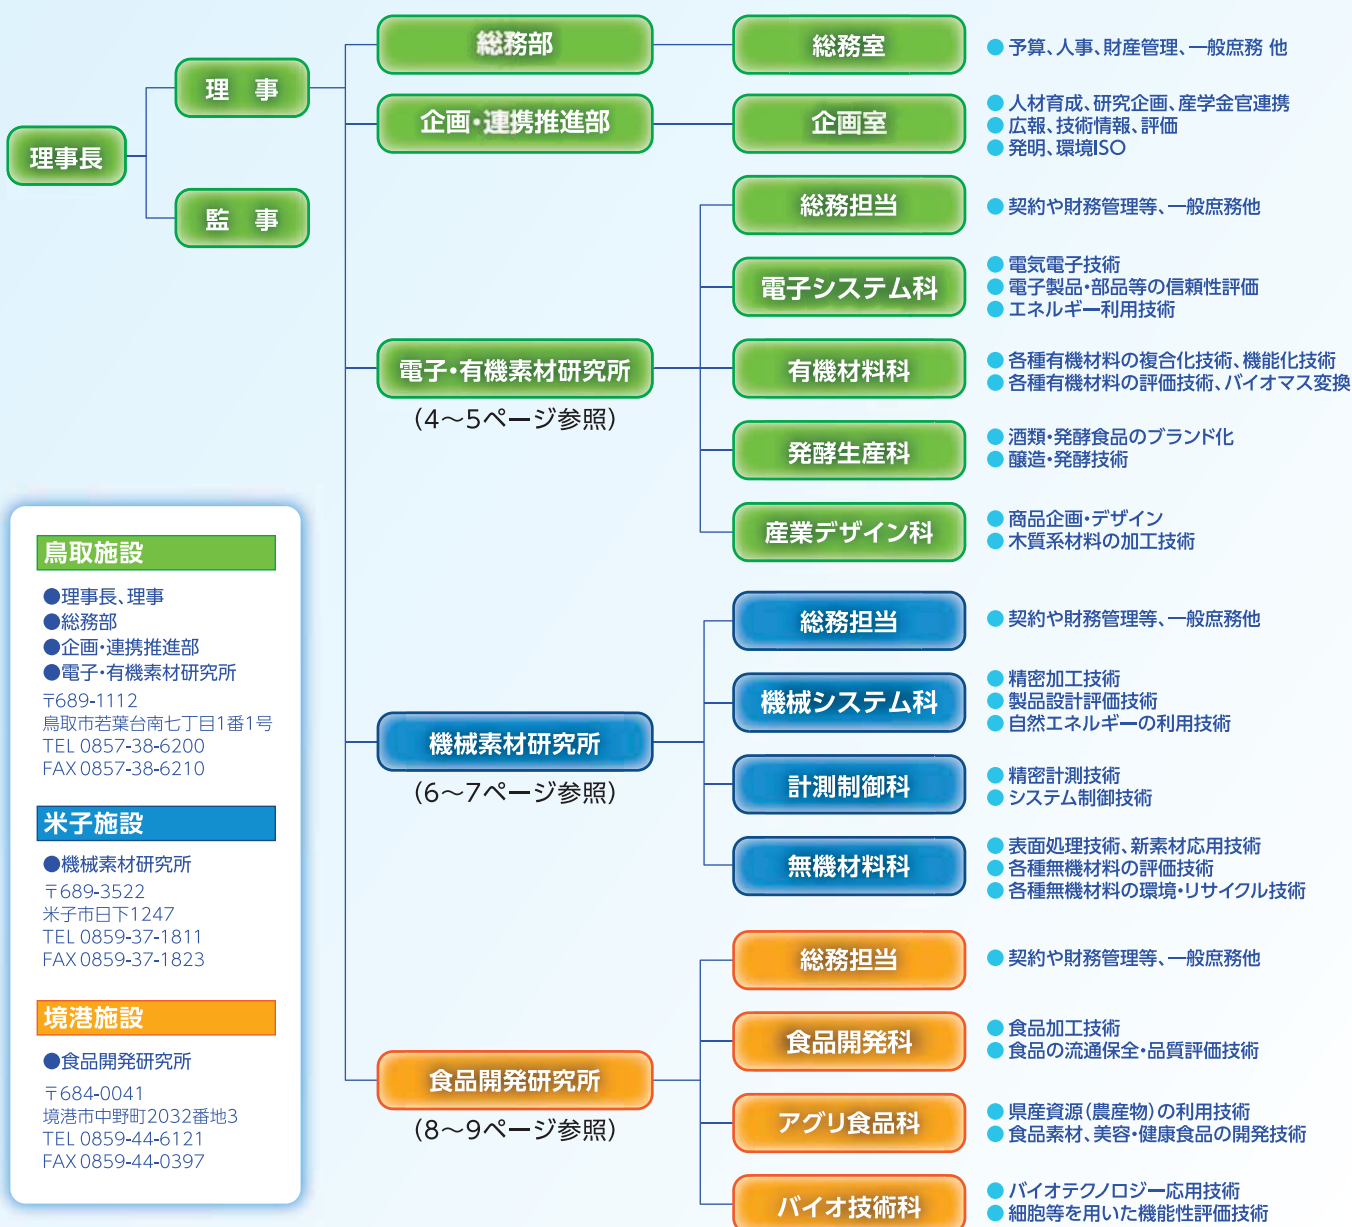 理事長
理 事
監 事
総務部
総務室
●予算、人事、財産管理、一般庶務 他
企画・連携推進部
企画室
●人材育成、研究企画、産学金官連携
●広報、技術情報、評価
●発明、環境ISO
電子・有機素材研究所
(4〜5ページ参照)
総務担当
●契約や財務管理等、一般庶務他
電子システム科
●電気電子技術
●電子製品・部品等の信頼性評価
●エネルギー利用技術
有機材料科
●各種有機材料の複合化技術、機能化技術
●各種有機材料の評価技術、バイオマス変換
発酵生産科
●酒類・発酵食品のブランド化
●醸造・発酵技術
産業デザイン科
●商品企画・デザイン
●木質系材料の加工技術
機械素材研究所
(6〜7ページ参照)
総務担当
●契約や財務管理等、一般庶務他
機械システム科
●精密加工技術
●製品設計評価技術
●自然エネルギーの利用技術
計測制御科
●精密計測技術
●システム制御技術
無機材料科
●表面処理技術、新素材応用技術
●各種無機材料の評価技術
●各種無機材料の環境・リサイクル技術
食品開発研究所
(8〜9ページ参照)
総務担当
●契約や財務管理等、一般庶務他
食品開発科
●食品加工技術
●食品の流通保全・品質評価技術
アグリ食品科
●県産資源(農産物)の利用技術
●食品素材、美容・健康食品の開発技術
バイオ技術科
●バイオテクノロジー応用技術
●細胞等を用いた機能性評価技術
鳥取施設
●理事長、理事
●総務部
●企画・連携推進部
●電子・有機素材研究所
〒689-1112
鳥取市若葉台南七丁目1番1号
TEL 0857-38-6200
FAX 0857-38-6210
米子施設
●機械素材研究所
〒689-3522
米子市日下1247
TEL 0859-37-1811
FAX 0859-37-1823
境港施設
●食品開発研究所
〒684-0041
境港市中野町2032番地3
TEL 0859-44-6121
FAX 0859-44-0397